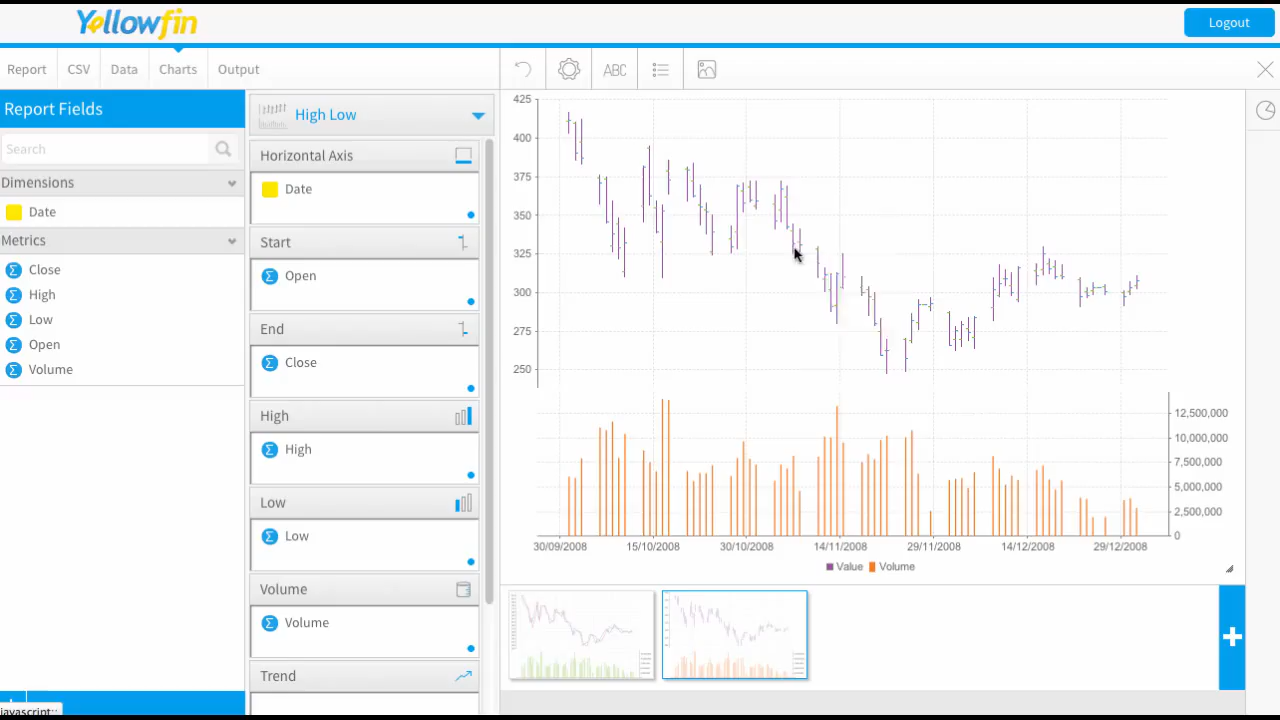 Yellowfin
Logout
Report CSV Data Charts Output
ABC
Report Fields
Search
Dimensions
Date
Metrics
Close
High
Low
Open
Volume
High Low
Horizontal Axis
Date
Start
Open
End
Close
High
High
Low
Low
Volume
Volume
Trend
425
400
375
350
325
300
275
250
12,500,000
10,000,000
7,500,000
5,000,000
2,500,000
0
30/09/2008 15/10/2008 30/10/2008 14/11/2008 29/11/2008 14/12/2008 29/12/2008
Value Volume
javascript:;